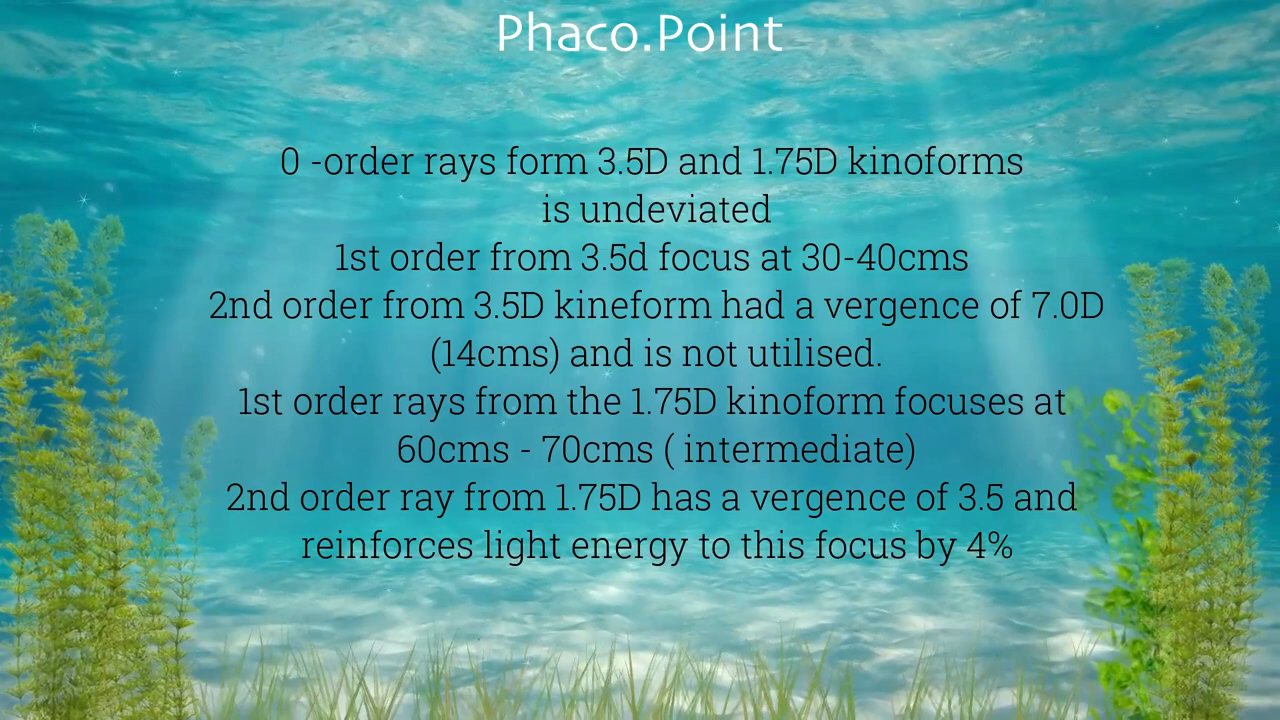 Phaco.Point
0 -order rays form 3.5D and 1.75D kinoforms
is undeviated
1st order from 3.5d focus at 30-40cms
2nd order from 3.5D kineform had a vergence of 7.0D
(14cms) and is not utilised.
1st order rays from the 1.75D kinoform focuses at
60cms - 70cms ( intermediate)
2nd order ray from 1.75D has a vergence of 3.5 and
reinforces light energy to this focus by 4%